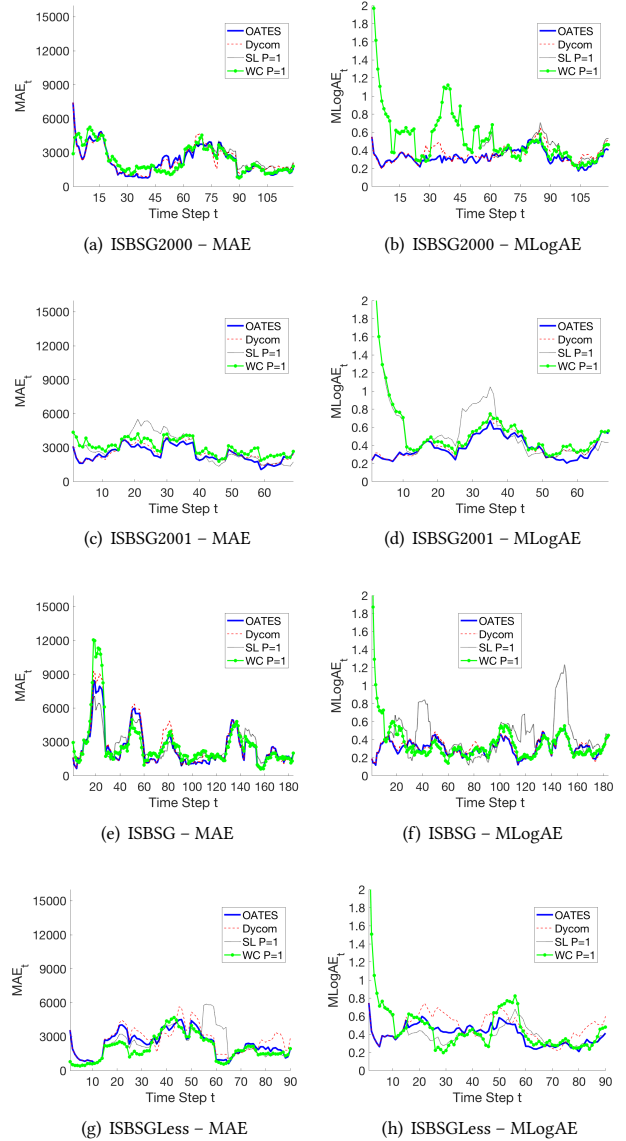 15000
12000
9000
6000
3000
0
MAEt
15 30 45 60 75 90 105
Time Step t
OATES
Dycom
SL P=1
WC P=1
(a) ISBSG2000 – MAE
2
1.8
1.6
1.4
1.2
1
0.8
0.6
0.4
0.2
0
MLogAEt
15 30 45 60 75 90 105
Time Step t
OATES
Dycom
SL P=1
WC P=1
(b) ISBSG2000 – MLogAE
15000
12000
9000
6000
3000
0
MAEt
10 20 30 40 50 60
Time Step t
OATES
Dycom
SL P=1
WC P=1
(c) ISBSG2001 – MAE
2
1.8
1.6
1.4
1.2
1
0.8
0.6
0.4
0.2
0
MLogAEt
10 20 30 40 50 60
Time Step t
OATES
Dycom
SL P=1
WC P=1
(d) ISBSG2001 – MLogAE
15000
12000
9000
6000
3000
0
MAEt
20 40 60 80 100 120 140 160 180
Time Step t
OATES
Dycom
SL P=1
WC P=1
(e) ISBSG – MAE
2
1.8
1.6
1.4
1.2
1
0.8
0.6
0.4
0.2
0
MLogAEt
20 40 60 80 100 120 140 160 180
Time Step t
OATES
Dycom
SL P=1
WC P=1
(f) ISBSG – MLogAE
15000
12000
9000
6000
3000
0
MAEt
10 20 30 40 50 60 70 80 90
Time Step t
OATES
Dycom
SL P=1
WC P=1
(g) ISBSGLess – MAE
2
1.8
1.6
1.4
1.2
1
0.8
0.6
0.4
0.2
0
MLogAEt
10 20 30 40 50 60 70 80 90
Time Step t
OATES
Dycom
SL P=1
WC P=1
(h) ISBSGLess – MLogAE